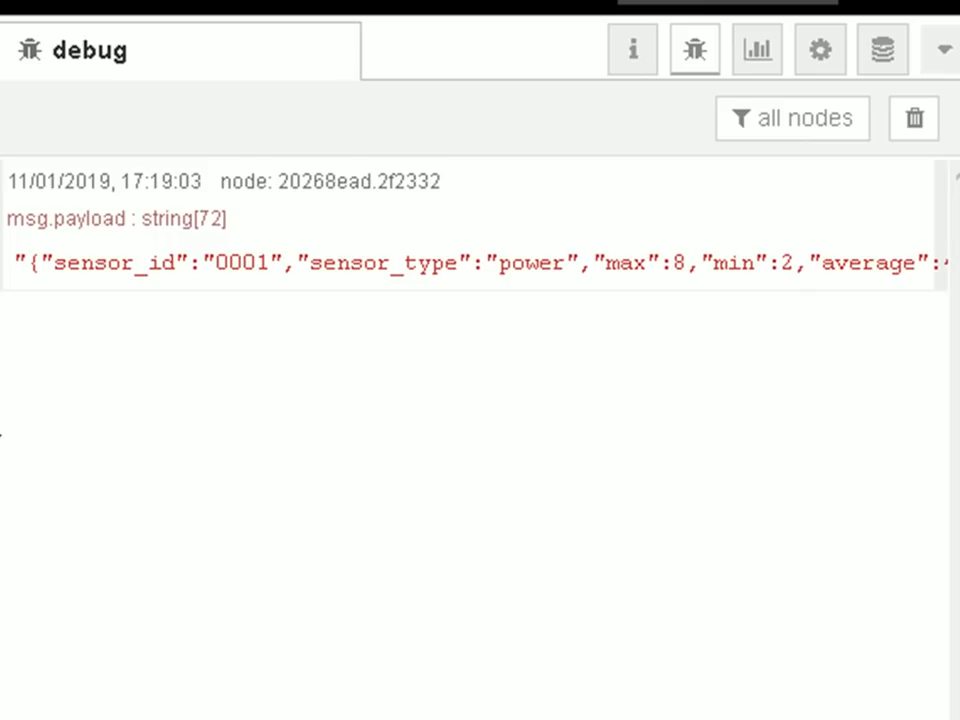 debug
all nodes
11/01/2019, 17:19:03 node: 20268ead.2f2332
msg.payload : string[72]
"{"sensor_id":"0001","sensor_type":"power","max":8,"min":2,"average":